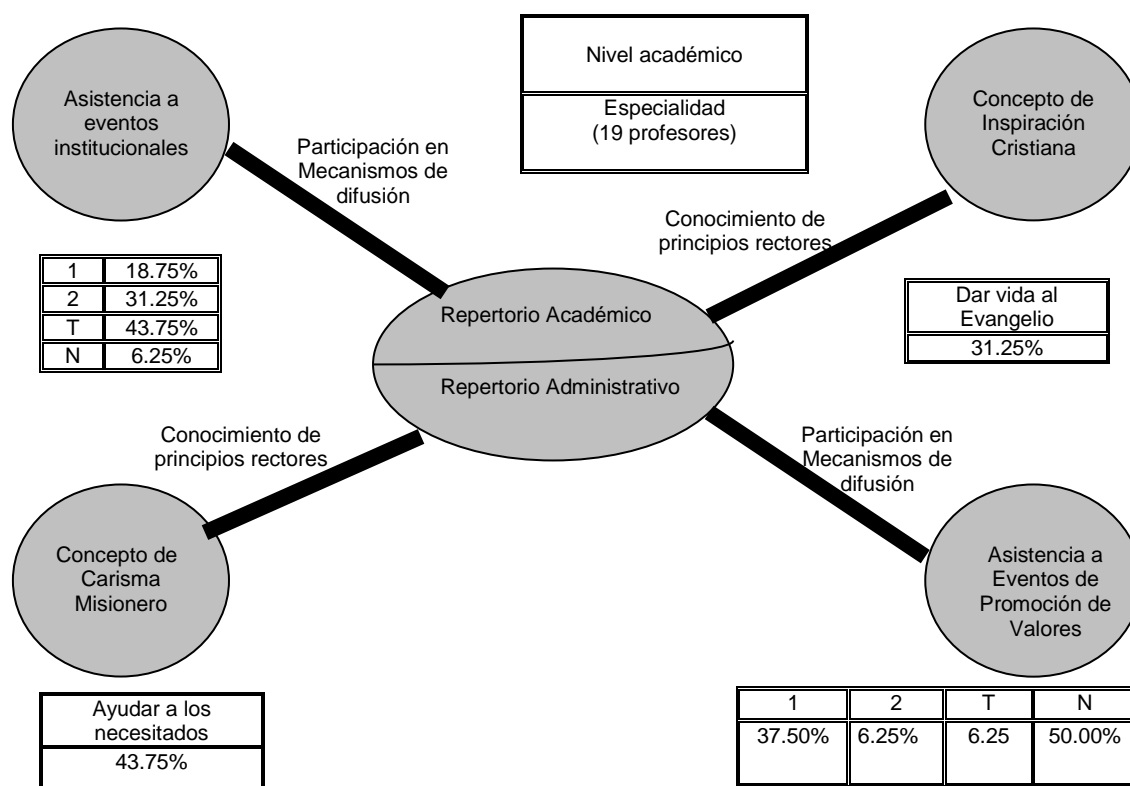 Nivel académico
Especialidad
(19 profesores)
Asistencia a
eventos
institucionales
Participación en
Mecanismos de
difusión
Concepto de
Inspiración
Cristiana
Conocimiento de
principios rectores
1 18.75%
2 31.25%
T 43.75%
N 6.25%
Repertorio Académico
Repertorio Administrativo
Dar vida al
Evangelio
31.25%
Conocimiento de
principios rectores
Participación en
Mecanismos de
difusión
Concepto de
Carisma
Misionero
Asistencia a
Eventos de
Promoción de
Valores
Ayudar a los
necesitados
43.75%
1 2 T N
37.50% 6.25% 6.25 50.00%